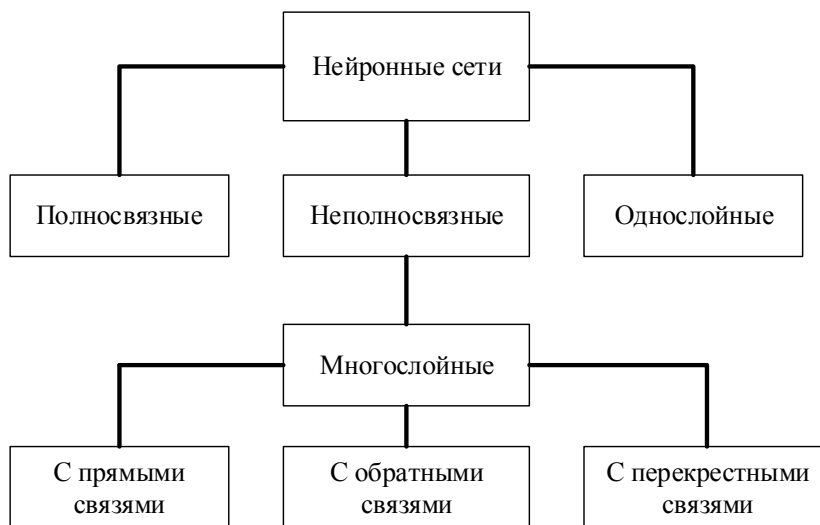 Нейронные сети
Полносвязные
Неполносвязные
Однослойные
Многослойные
С прямыми
связями
С обратными
связями
С перекрестными
связями